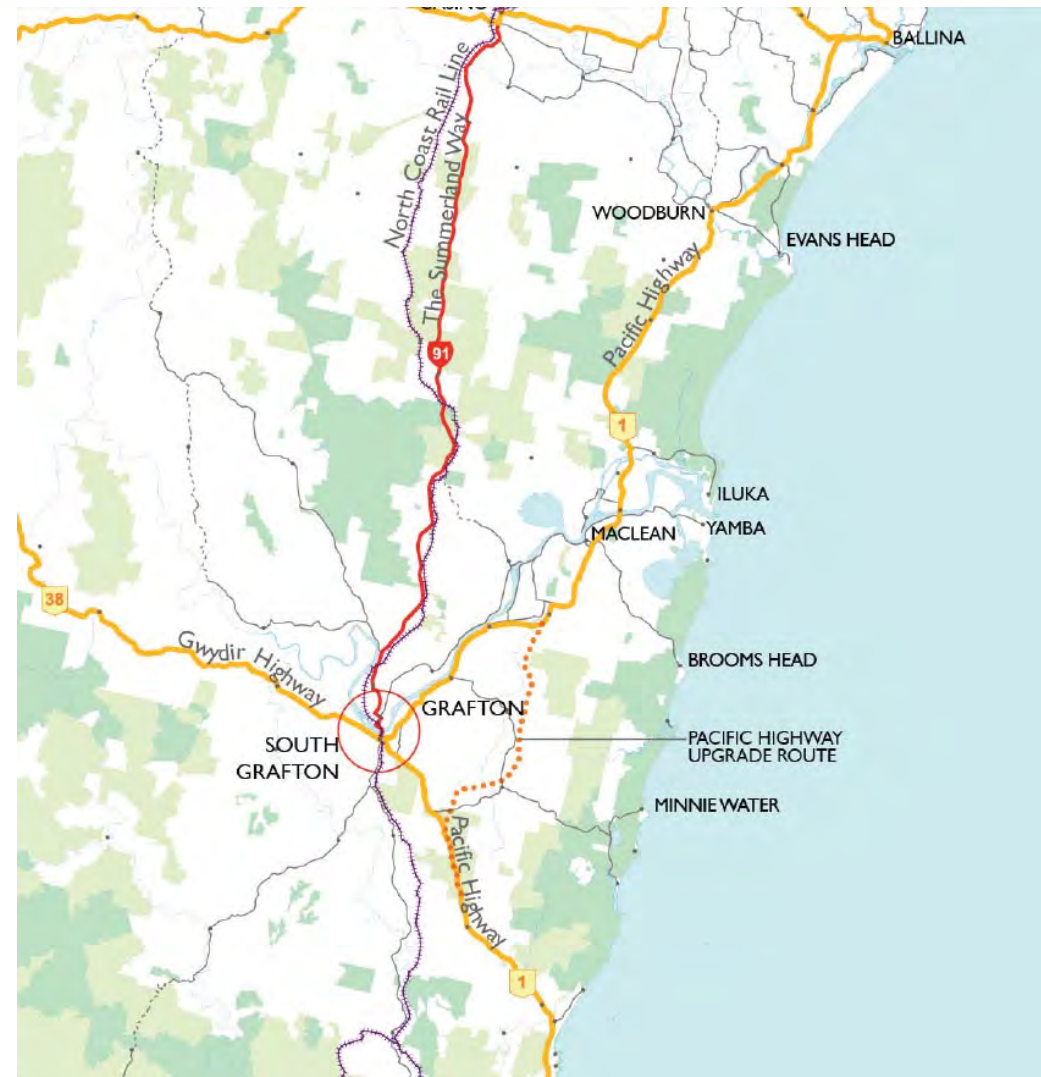 CASINO
BALLINA
North Coast Rail Line
The Summerland Way
WOODBURN
EVANS HEAD
Pacific Highway
91
1
ILUKA
YAMBA
MACLEAN
38
Gwydir Highway
BROOMS HEAD
GRAFTON
SOUTH
GRAFTON
PACIFIC HIGHWAY
UPGRADE ROUTE
MINNIE WATER
Pacific Highway
1